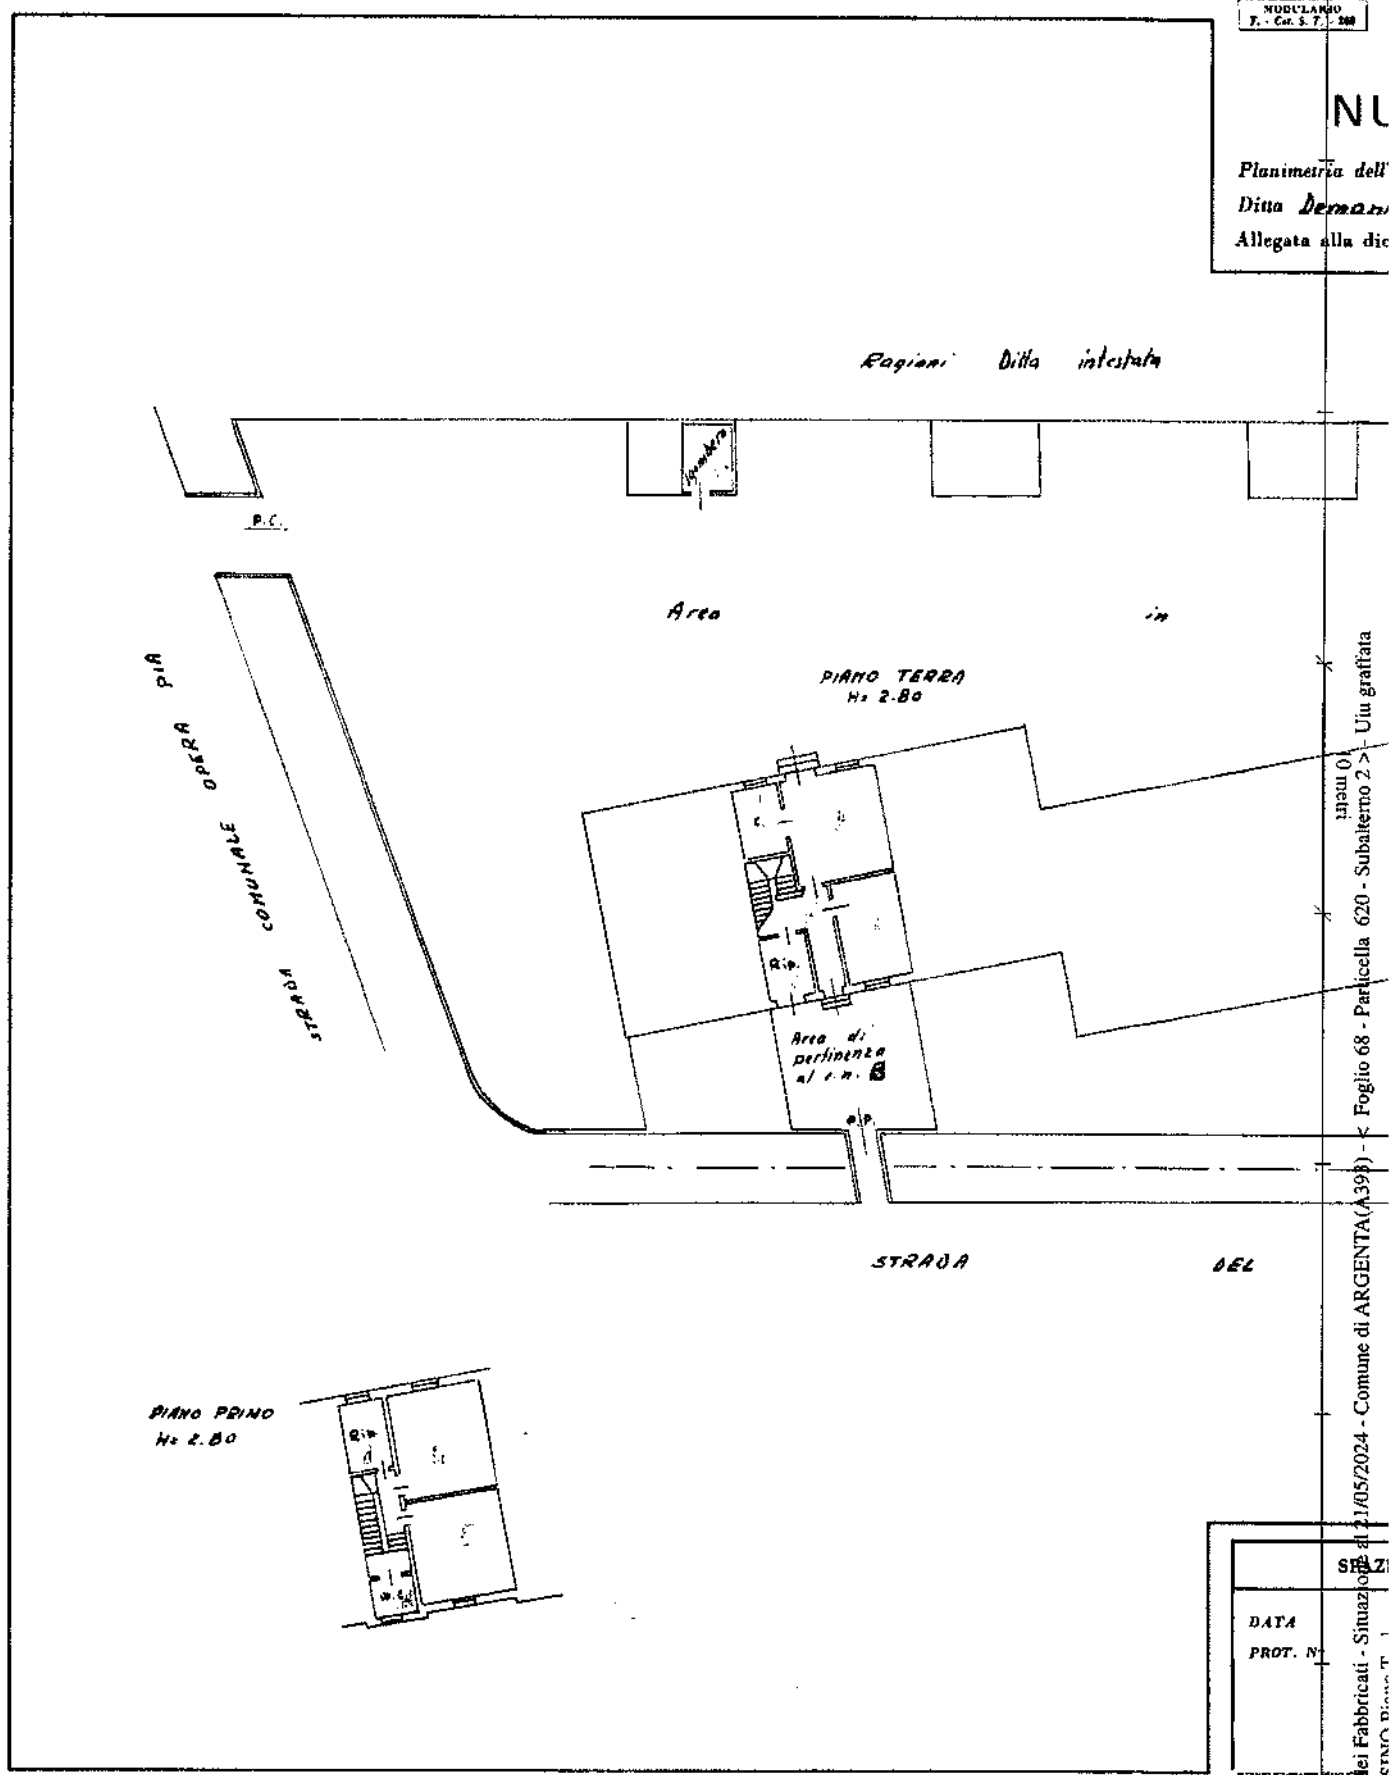 MODULARIO
F. - Cat. S. T. - 260
NU
Planimetria dell'
Ditta Demani
Allegata alla dic
Ragioni Ditta intestata
sgombero
P.C.
Area in
PIANO TERRA
H= 2.80
STRADA COMUNALE OPERA PIA
Rip.
Area di
pertinenza
al c.n. B
P.P.
STRADA DEL
PIANO PRIMO
H= 2.80
Rip.
W.C.
10 metri
SPAZI
DATA
PROT. N
dei Fabbricati - Situazione al 21/05/2024 - Comune di ARGENTA(A393) - < Foglio 68 - Particella 620 - Subalterno 2 > - Uiu graffata